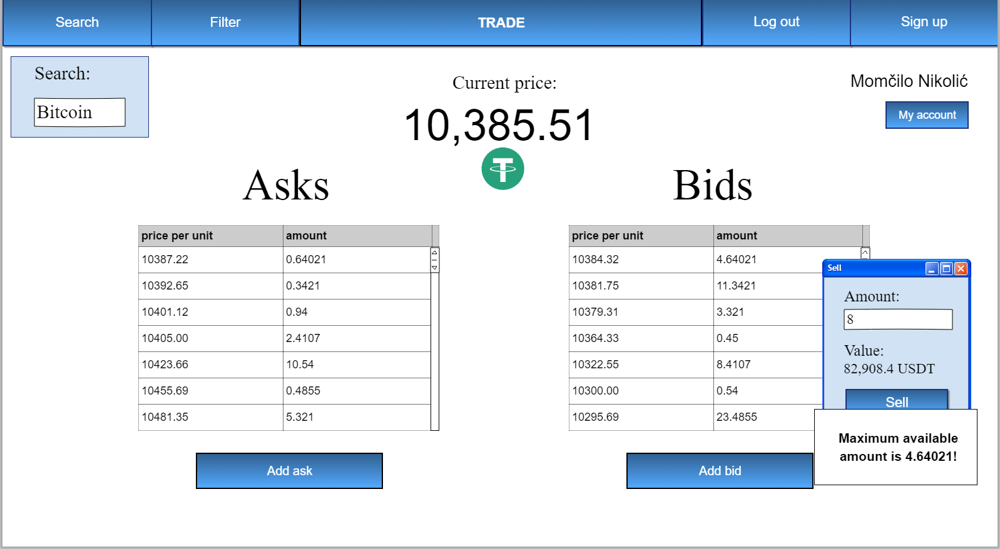 Search
Filter
TRADE
Log out
Sign up
Search:
Bitcoin
Current price:
10,385.51
Momčilo Nikolić
My account
Asks
Bids
price per unit amount
10387.22 0.64021
10392.65 0.3421
10401.12 0.94
10405.00 2.4107
10423.66 10.54
10455.69 0.4855
10481.35 5.321
Add ask
price per unit amount
10384.32 4.64021
10381.75 11.3421
10379.31 3.321
10364.33 0.45
10322.55 8.4107
10300.00 0.54
10295.69 23.4855
Add bid
Sell
Amount:
8
Value:
82,908.4 USDT
Sell
Maximum available
amount is 4.64021!